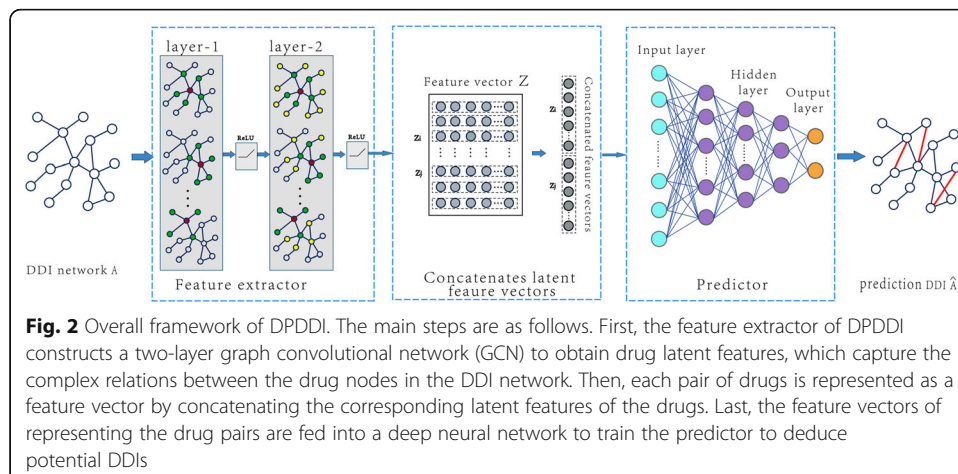 layer-1
layer-2
ReLU
ReLU
DDI network A
Feature extractor
Feature vector Z
Zi
Zj
Zi
Zj
Concatenated feature vectors
Concatenates latent
feaure vectors
Input layer
Hidden
layer
Output
layer
Predictor
prediction DDI Â
Fig. 2 Overall framework of DPDDI. The main steps are as follows. First, the feature extractor of DPDDI
constructs a two-layer graph convolutional network (GCN) to obtain drug latent features, which capture the
complex relations between the drug nodes in the DDI network. Then, each pair of drugs is represented as a
feature vector by concatenating the corresponding latent features of the drugs. Last, the feature vectors of
representing the drug pairs are fed into a deep neural network to train the predictor to deduce
potential DDIs